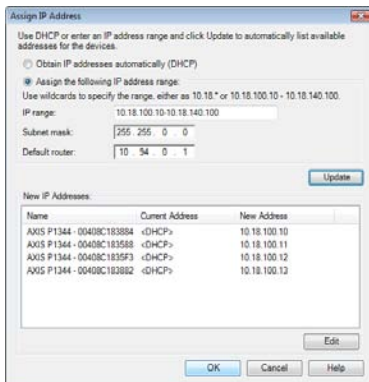 Assign IP Address
Use DHCP or enter an IP address range and click Update to automatically list available
addresses for the devices.
Obtain IP addresses automatically (DHCP)
Assign the following IP address range:
Use wildcards to specify the range, either as 10.18.* or 10.18.100.10 - 10.18.140.100.
IP range: 10.18.100.10-10.18.140.100
Subnet mask: 255 . 255 . 0 . 0
Default router: 10 . 94 . 0 . 1
Update
New IP Addresses:
Name Current Address New Address
AXIS P1344 - 00408C183884 <DHCP> 10.18.100.10
AXIS P1344 - 00408C183588 <DHCP> 10.18.100.11
AXIS P1344 - 00408C1835F3 <DHCP> 10.18.100.12
AXIS P1344 - 00408C183882 <DHCP> 10.18.100.13
Edit
OK Cancel Help